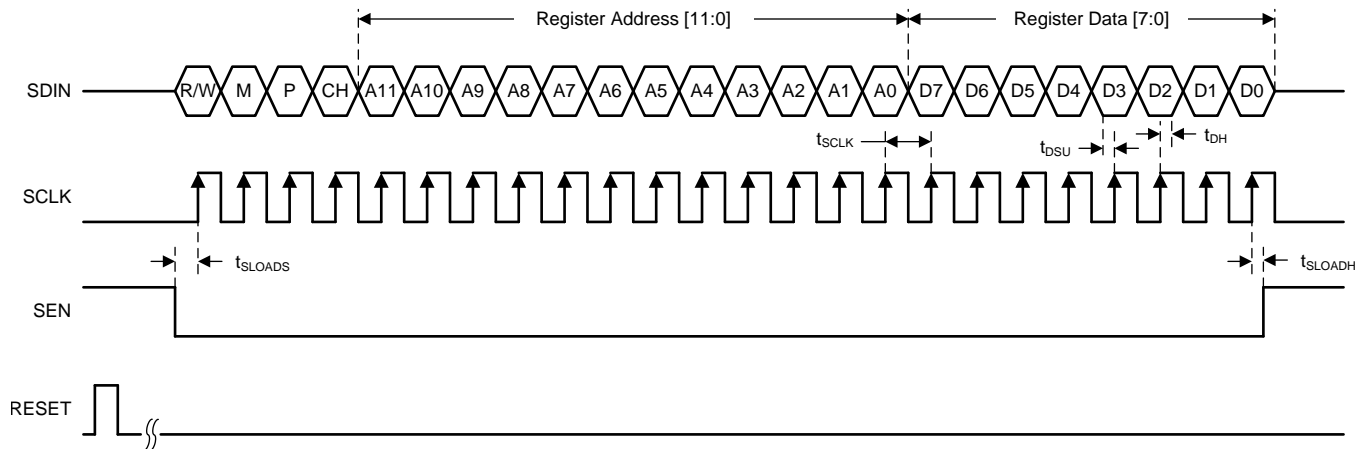 Register Address [11:0] Register Data [7:0]
SDIN R/W M P CH A11 A10 A9 A8 A7 A6 A5 A4 A3 A2 A1 A0 D7 D6 D5 D4 D3 D2 D1 D0
tSCLK tDSU tDH
SCLK
tSLOADS tSLOADH
SEN
RESET